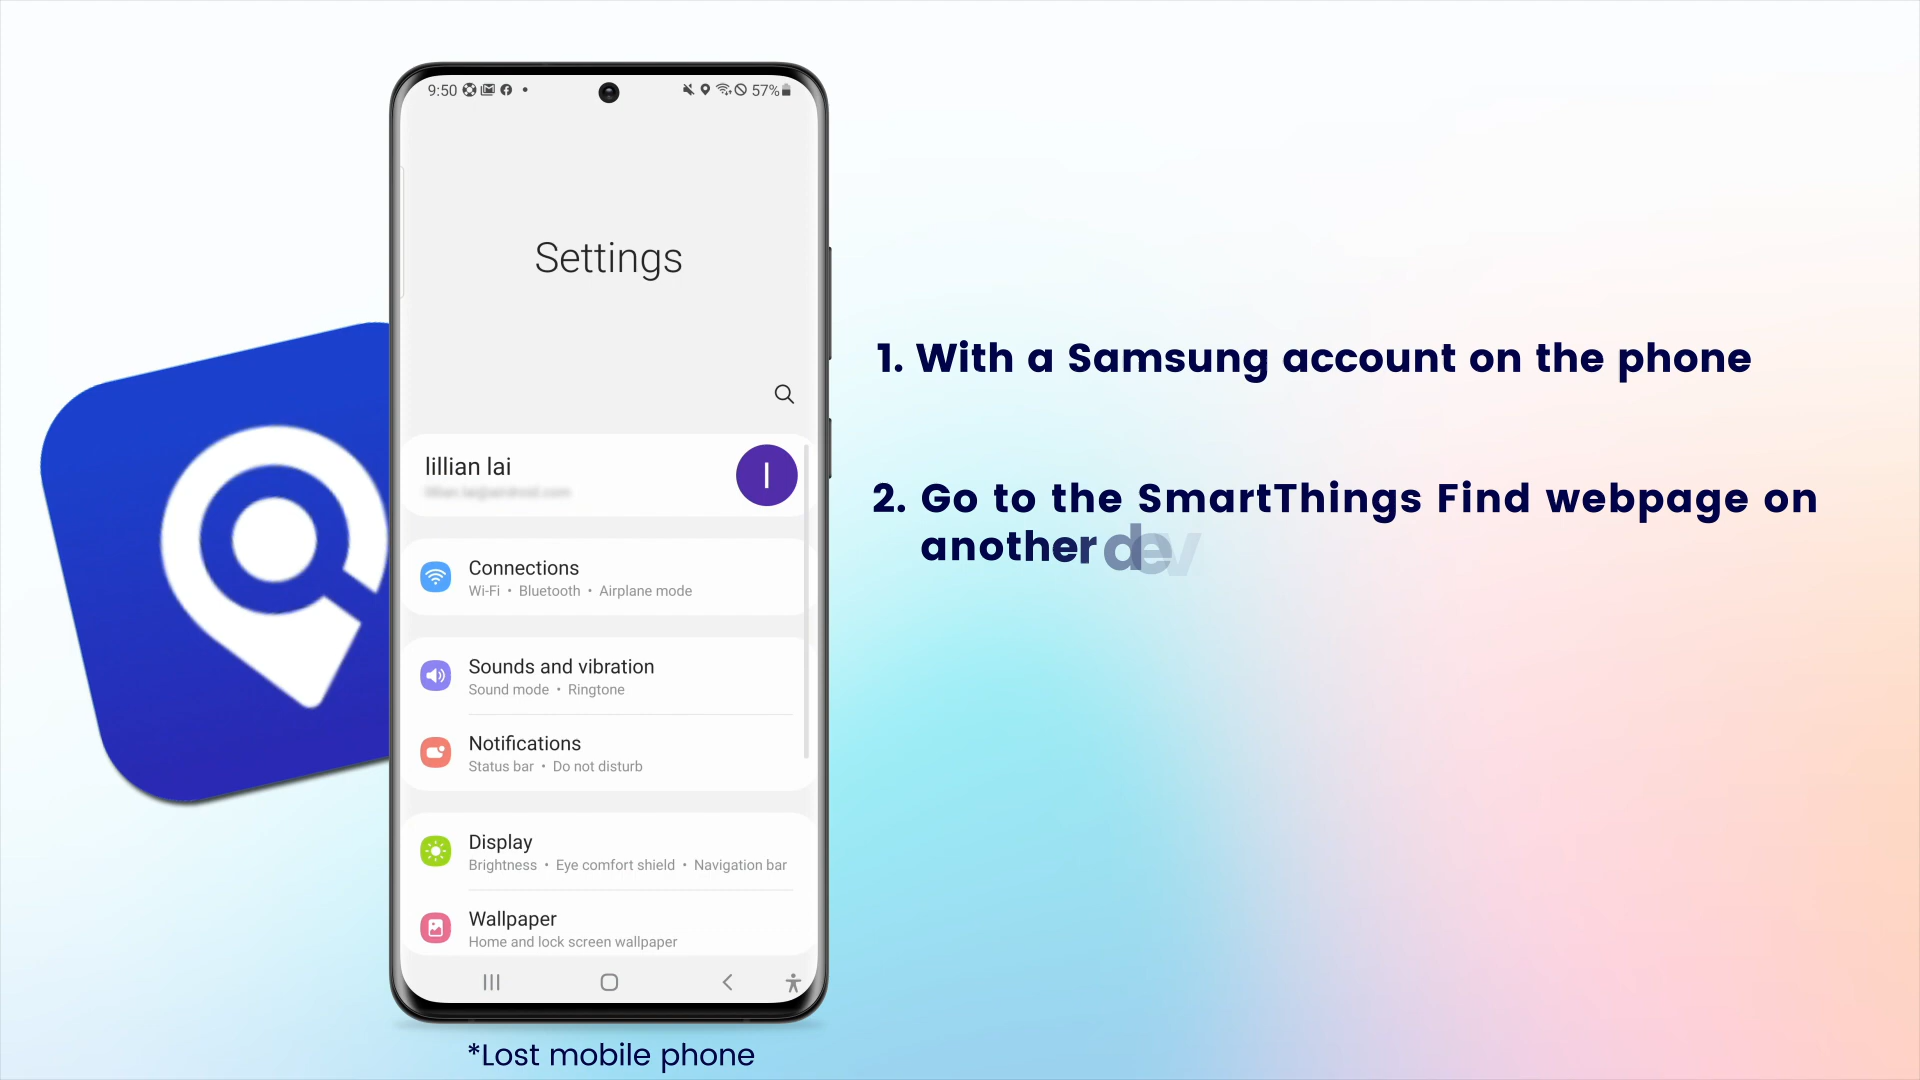 9:50
57%
Settings
lillian lai
l
Connections
Wi-Fi • Bluetooth • Airplane mode
Sounds and vibration
Sound mode • Ringtone
Notifications
Status bar • Do not disturb
Display
Brightness • Eye comfort shield • Navigation bar
Wallpaper
Home and lock screen wallpaper
*Lost mobile phone
1. With a Samsung account on the phone
2. Go to the SmartThings Find webpage on
another dev